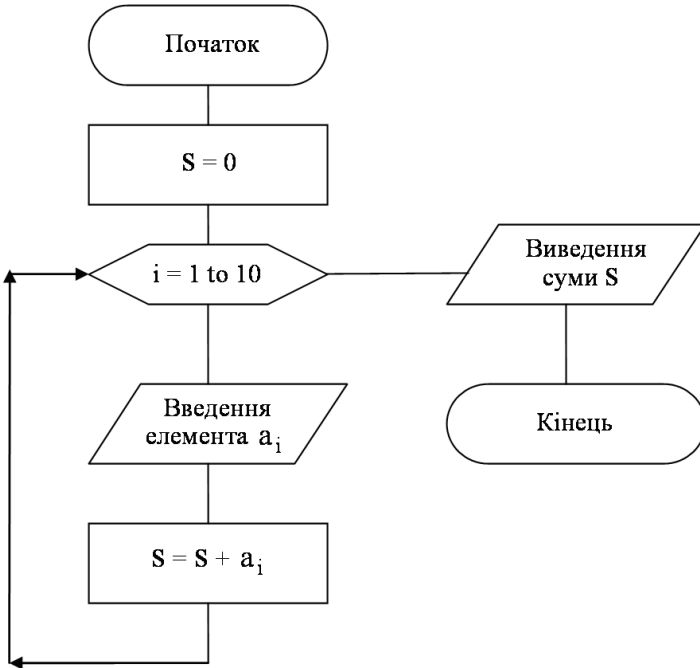 Початок
S = 0
i = 1 to 10
Виведення
суми S
Введення
елемента a i
Кінець
S = S + a i